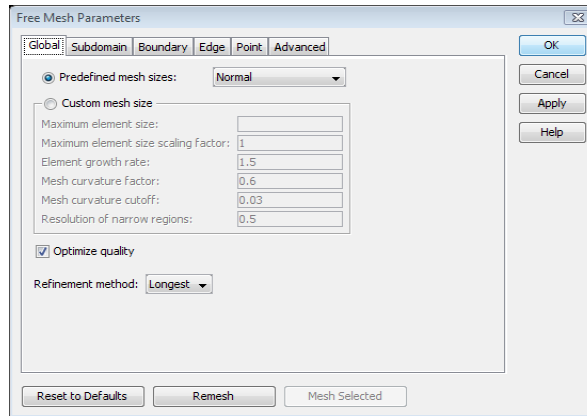 Free Mesh Parameters
Global Subdomain Boundary Edge Point Advanced
Predefined mesh sizes: Normal
Custom mesh size
Maximum element size:
Maximum element size scaling factor: 1
Element growth rate: 1.5
Mesh curvature factor: 0.6
Mesh curvature cutoff: 0.03
Resolution of narrow regions: 0.5
Optimize quality
Refinement method: Longest
OK
Cancel
Apply
Help
Reset to Defaults Remesh Mesh Selected